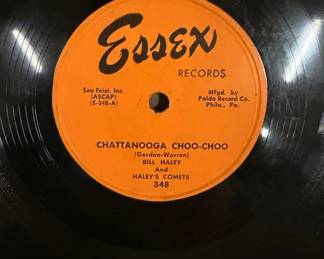 Essex
RECORDS
Leo Feist, Inc.
(ASCAP)
(E-348-A)
Mfgd. by
Palda Record Co.
Phila., Pa.
CHATTANOOGA CHOO-CHOO
(Gordon-Warren)
BILL HALEY
And
HALEY'S COMETS
348